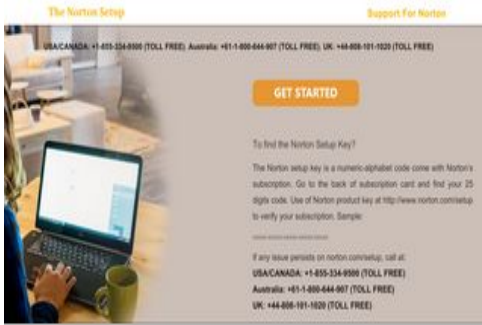 The Norton Setup
Support For Norton
USA/CANADA: +1-855-334-9500 (TOLL FREE), Australia: +61-1-800-644-907 (TOLL FREE), UK: +44-808-101-1020 (TOLL FREE)
GET STARTED
To find the Norton Setup Key?
The Norton setup key is a numeric-alphabet code come with Norton's
subscription. Go to the back of subscription card and find your 25
digits code. Use of Norton product key at http://www.norton.com/setup
to verify your subscription. Sample:
If any issue persists on norton.com/setup, call at:
USA/CANADA: +1-855-334-9500 (TOLL FREE)
Australia: +61-1-800-644-907 (TOLL FREE)
UK: +44-808-101-1020 (TOLL FREE)